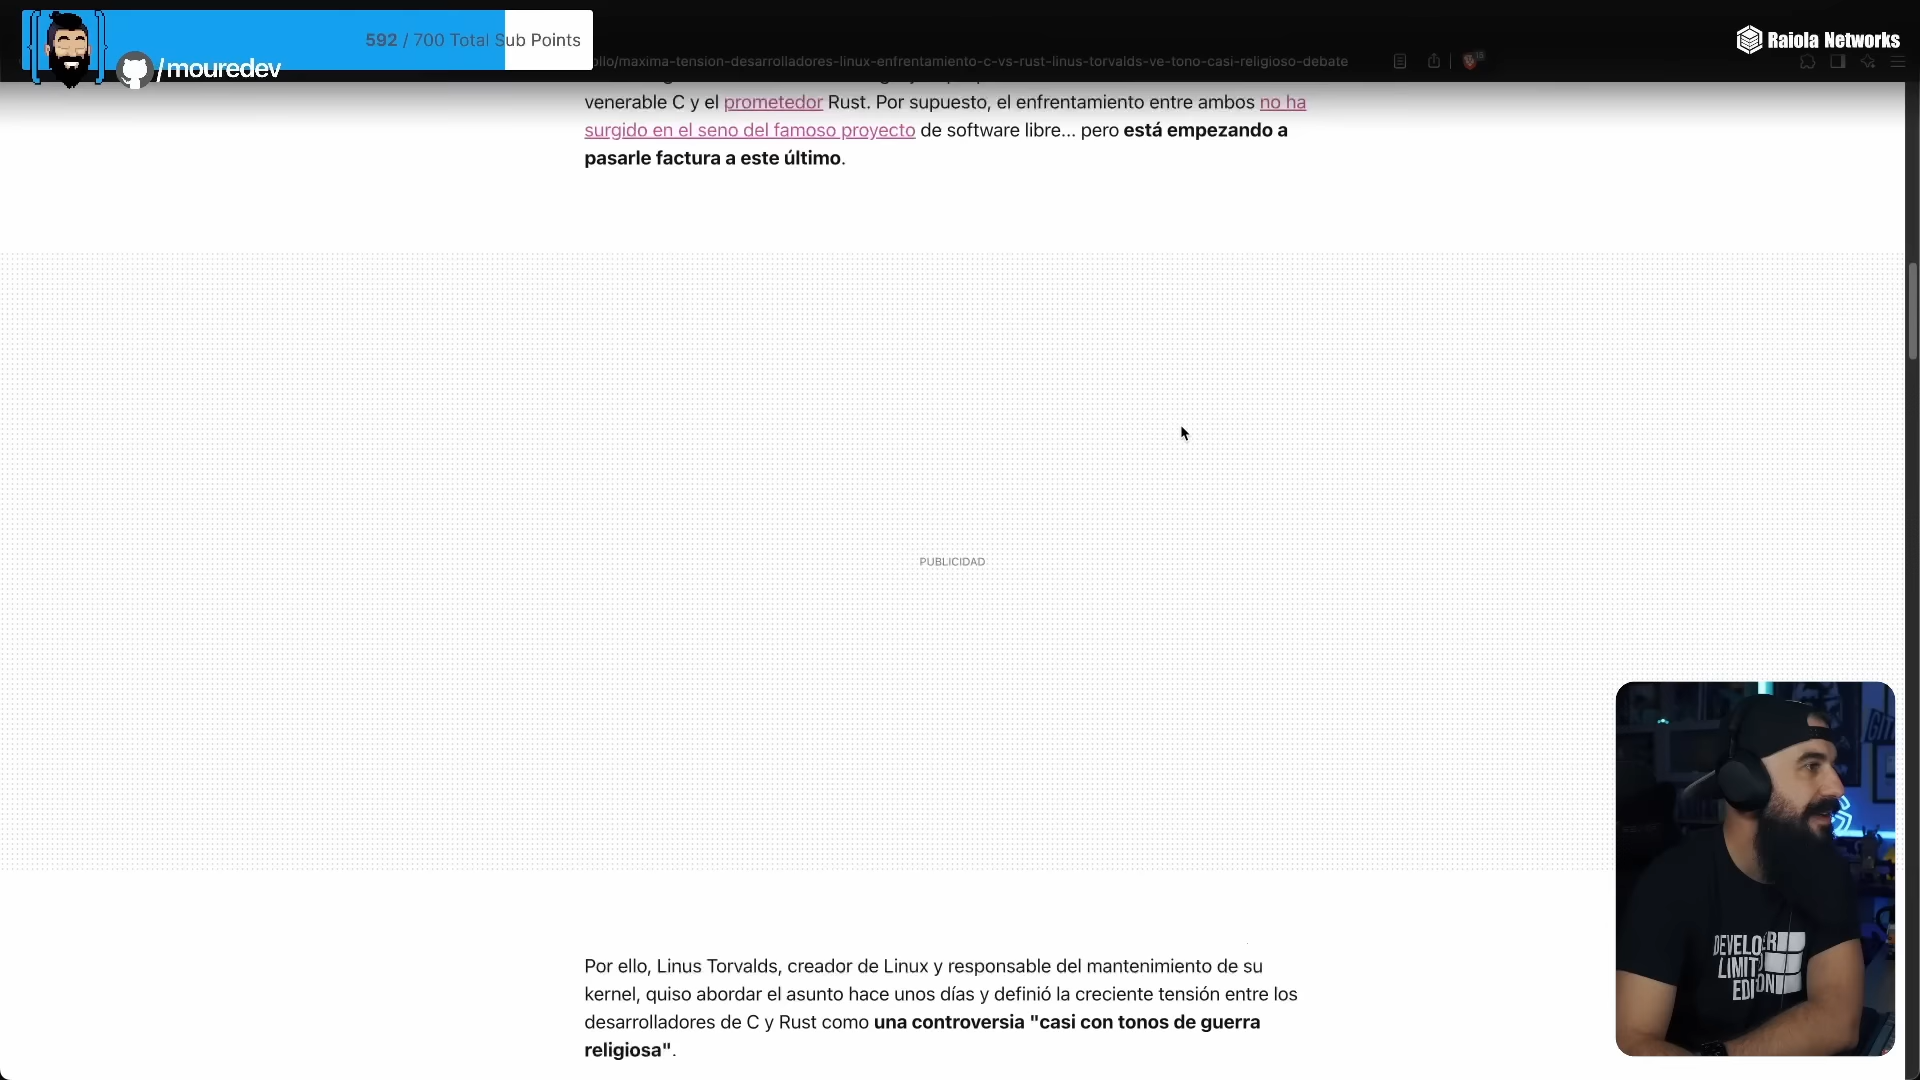 592 / 700 Total Sub Points
/mouredev
Raiola Networks
ollo/maxima-tension-desarrolladores-linux-enfrentamiento-c-vs-rust-linus-torvalds-ve-tono-casi-religioso-debate
venerable C y el prometedor Rust. Por supuesto, el enfrentamiento entre ambos no ha
surgido en el seno del famoso proyecto de software libre... pero está empezando a
pasarle factura a este último.
PUBLICIDAD
Por ello, Linus Torvalds, creador de Linux y responsable del mantenimiento de su
kernel, quiso abordar el asunto hace unos días y definió la creciente tensión entre los
desarrolladores de C y Rust como una controversia "casi con tonos de guerra
religiosa".
GIT
DEVELOPER
LIMITED
EDITION